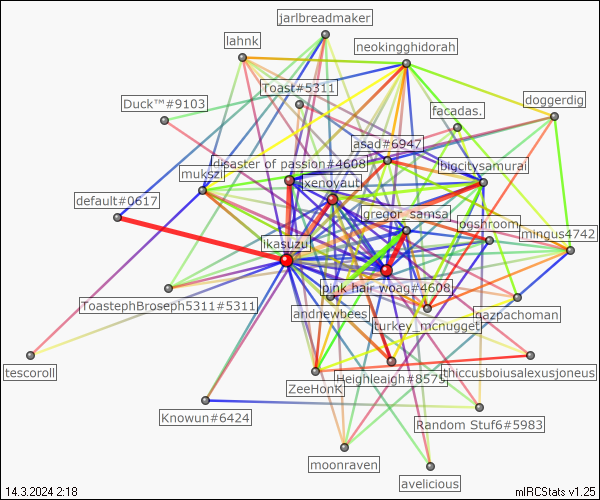 jarlbreadmaker
lahnk
neokingghidorah
Toast#5311
Duck™#9103
facadas.
doggerdig
asad#6947
disaster of passion#4608
bigcitysamurai
mukszi
xenoyaut
default#0617
gregor_samsa
ogshroom
mingus4742
ikasuzu
pink hair woag#4608
ToastephBroseph5311#5311
andnewbees
nazpachoman
turkey_mcnugget
tescoroll
thiccusboiusalexusjoneus
Heighleaigh#8575
ZeeHonK
Knowun#6424
Random Stuf6#5983
moonraven
avelicious
14.3.2024 2:18
mIRCStats v1.25